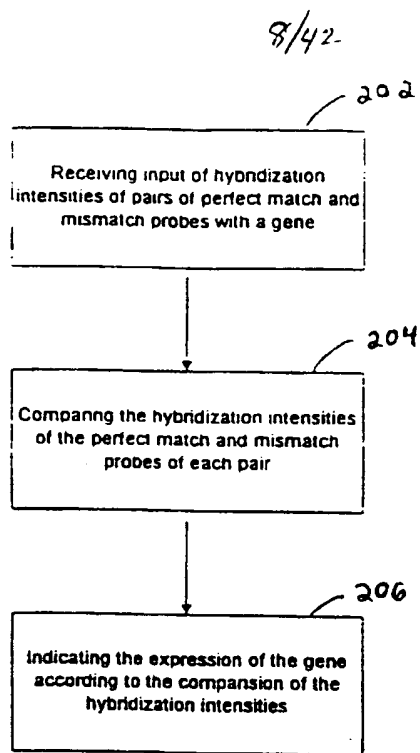 8/42
202
Receiving input of hybridization
intensities of pairs of perfect match and
mismatch probes with a gene
204
Comparing the hybridization intensities
of the perfect match and mismatch
probes of each pair
206
Indicating the expression of the gene
according to the comparison of the
hybridization intensities